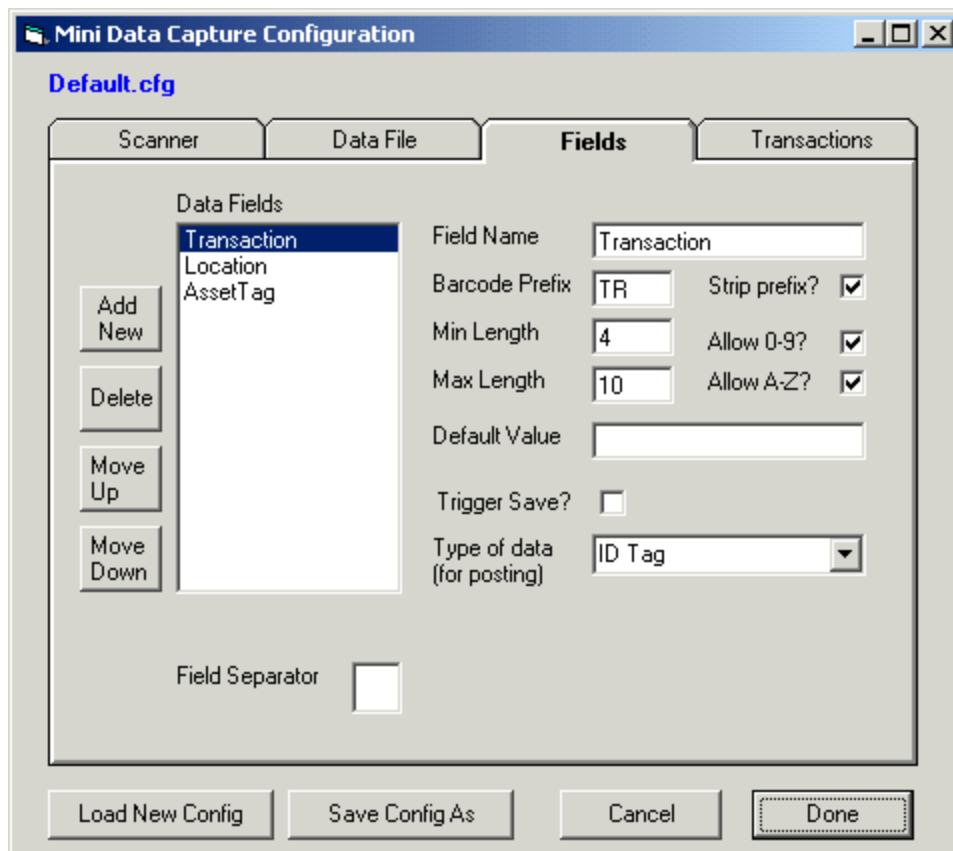 Mini Data Capture Configuration
Default.cfg
Scanner
Data File
Fields
Transactions
Data Fields
Transaction
Location
AssetTag
Add
New
Delete
Move
Up
Move
Down
Field Name
Transaction
Barcode Prefix
TR
Strip prefix?
Min Length
4
Allow 0-9?
Max Length
10
Allow A-Z?
Default Value
Trigger Save?
Type of data
(for posting)
ID Tag
Field Separator
Load New Config
Save Config As
Cancel
Done